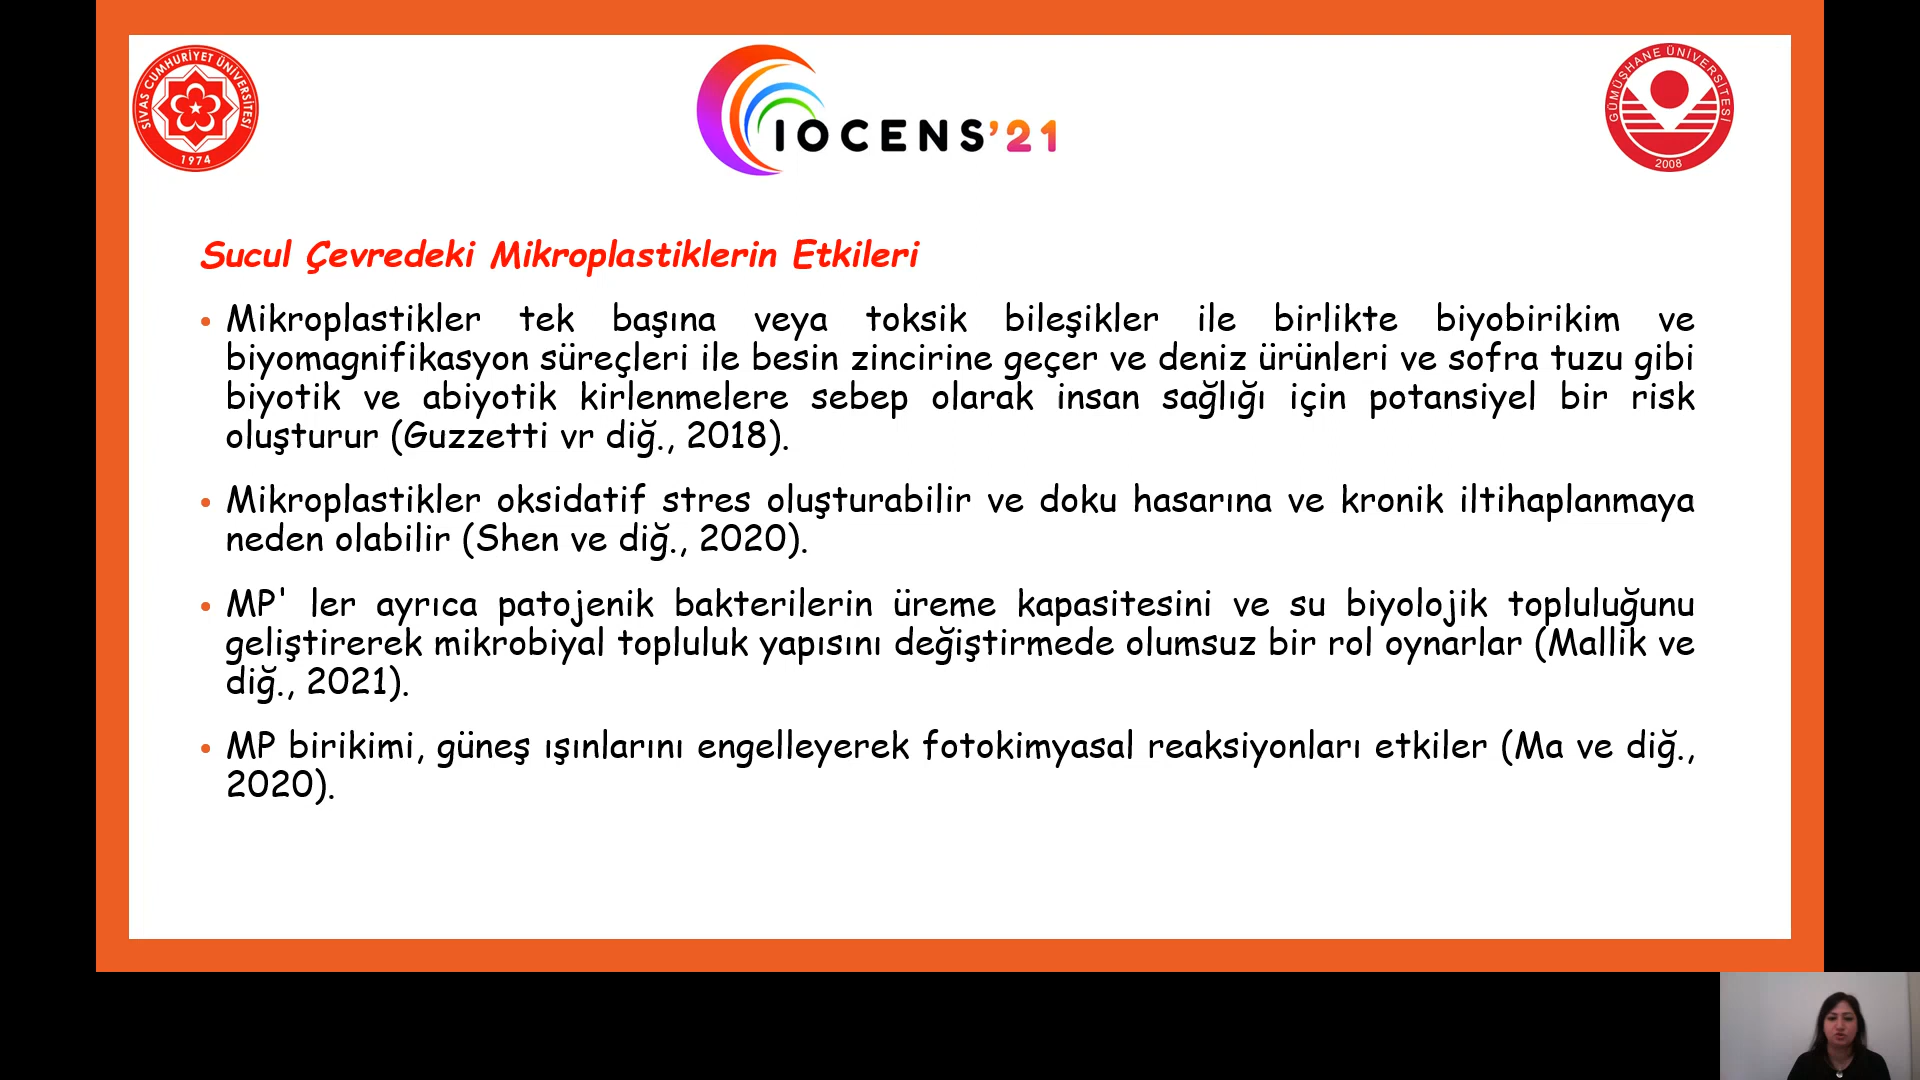 SİVAS CUMHURİYET ÜNİVERSİTESİ
1974
IOCENS'21
GÜMÜŞHANE ÜNİVERSİTESİ
2008
Sucul Çevredeki Mikroplastiklerin Etkileri
• Mikroplastikler tek başına veya toksik bileşikler ile birlikte biyobirikim ve
biyomagnifikasyon süreçleri ile besin zincirine geçer ve deniz ürünleri ve sofra tuzu gibi
biyotik ve abiyotik kirlenmelere sebep olarak insan sağlığı için potansiyel bir risk
oluşturur (Guzzetti vr diğ., 2018).
• Mikroplastikler oksidatif stres oluşturabilir ve doku hasarına ve kronik iltihaplanmaya
neden olabilir (Shen ve diğ., 2020).
• MP' ler ayrıca patojenik bakterilerin üreme kapasitesini ve su biyolojik topluluğunu
geliştirerek mikrobiyal topluluk yapısını değiştirmede olumsuz bir rol oynarlar (Mallik ve
diğ., 2021).
• MP birikimi, güneş ışınlarını engelleyerek fotokimyasal reaksiyonları etkiler (Ma ve diğ.,
2020).